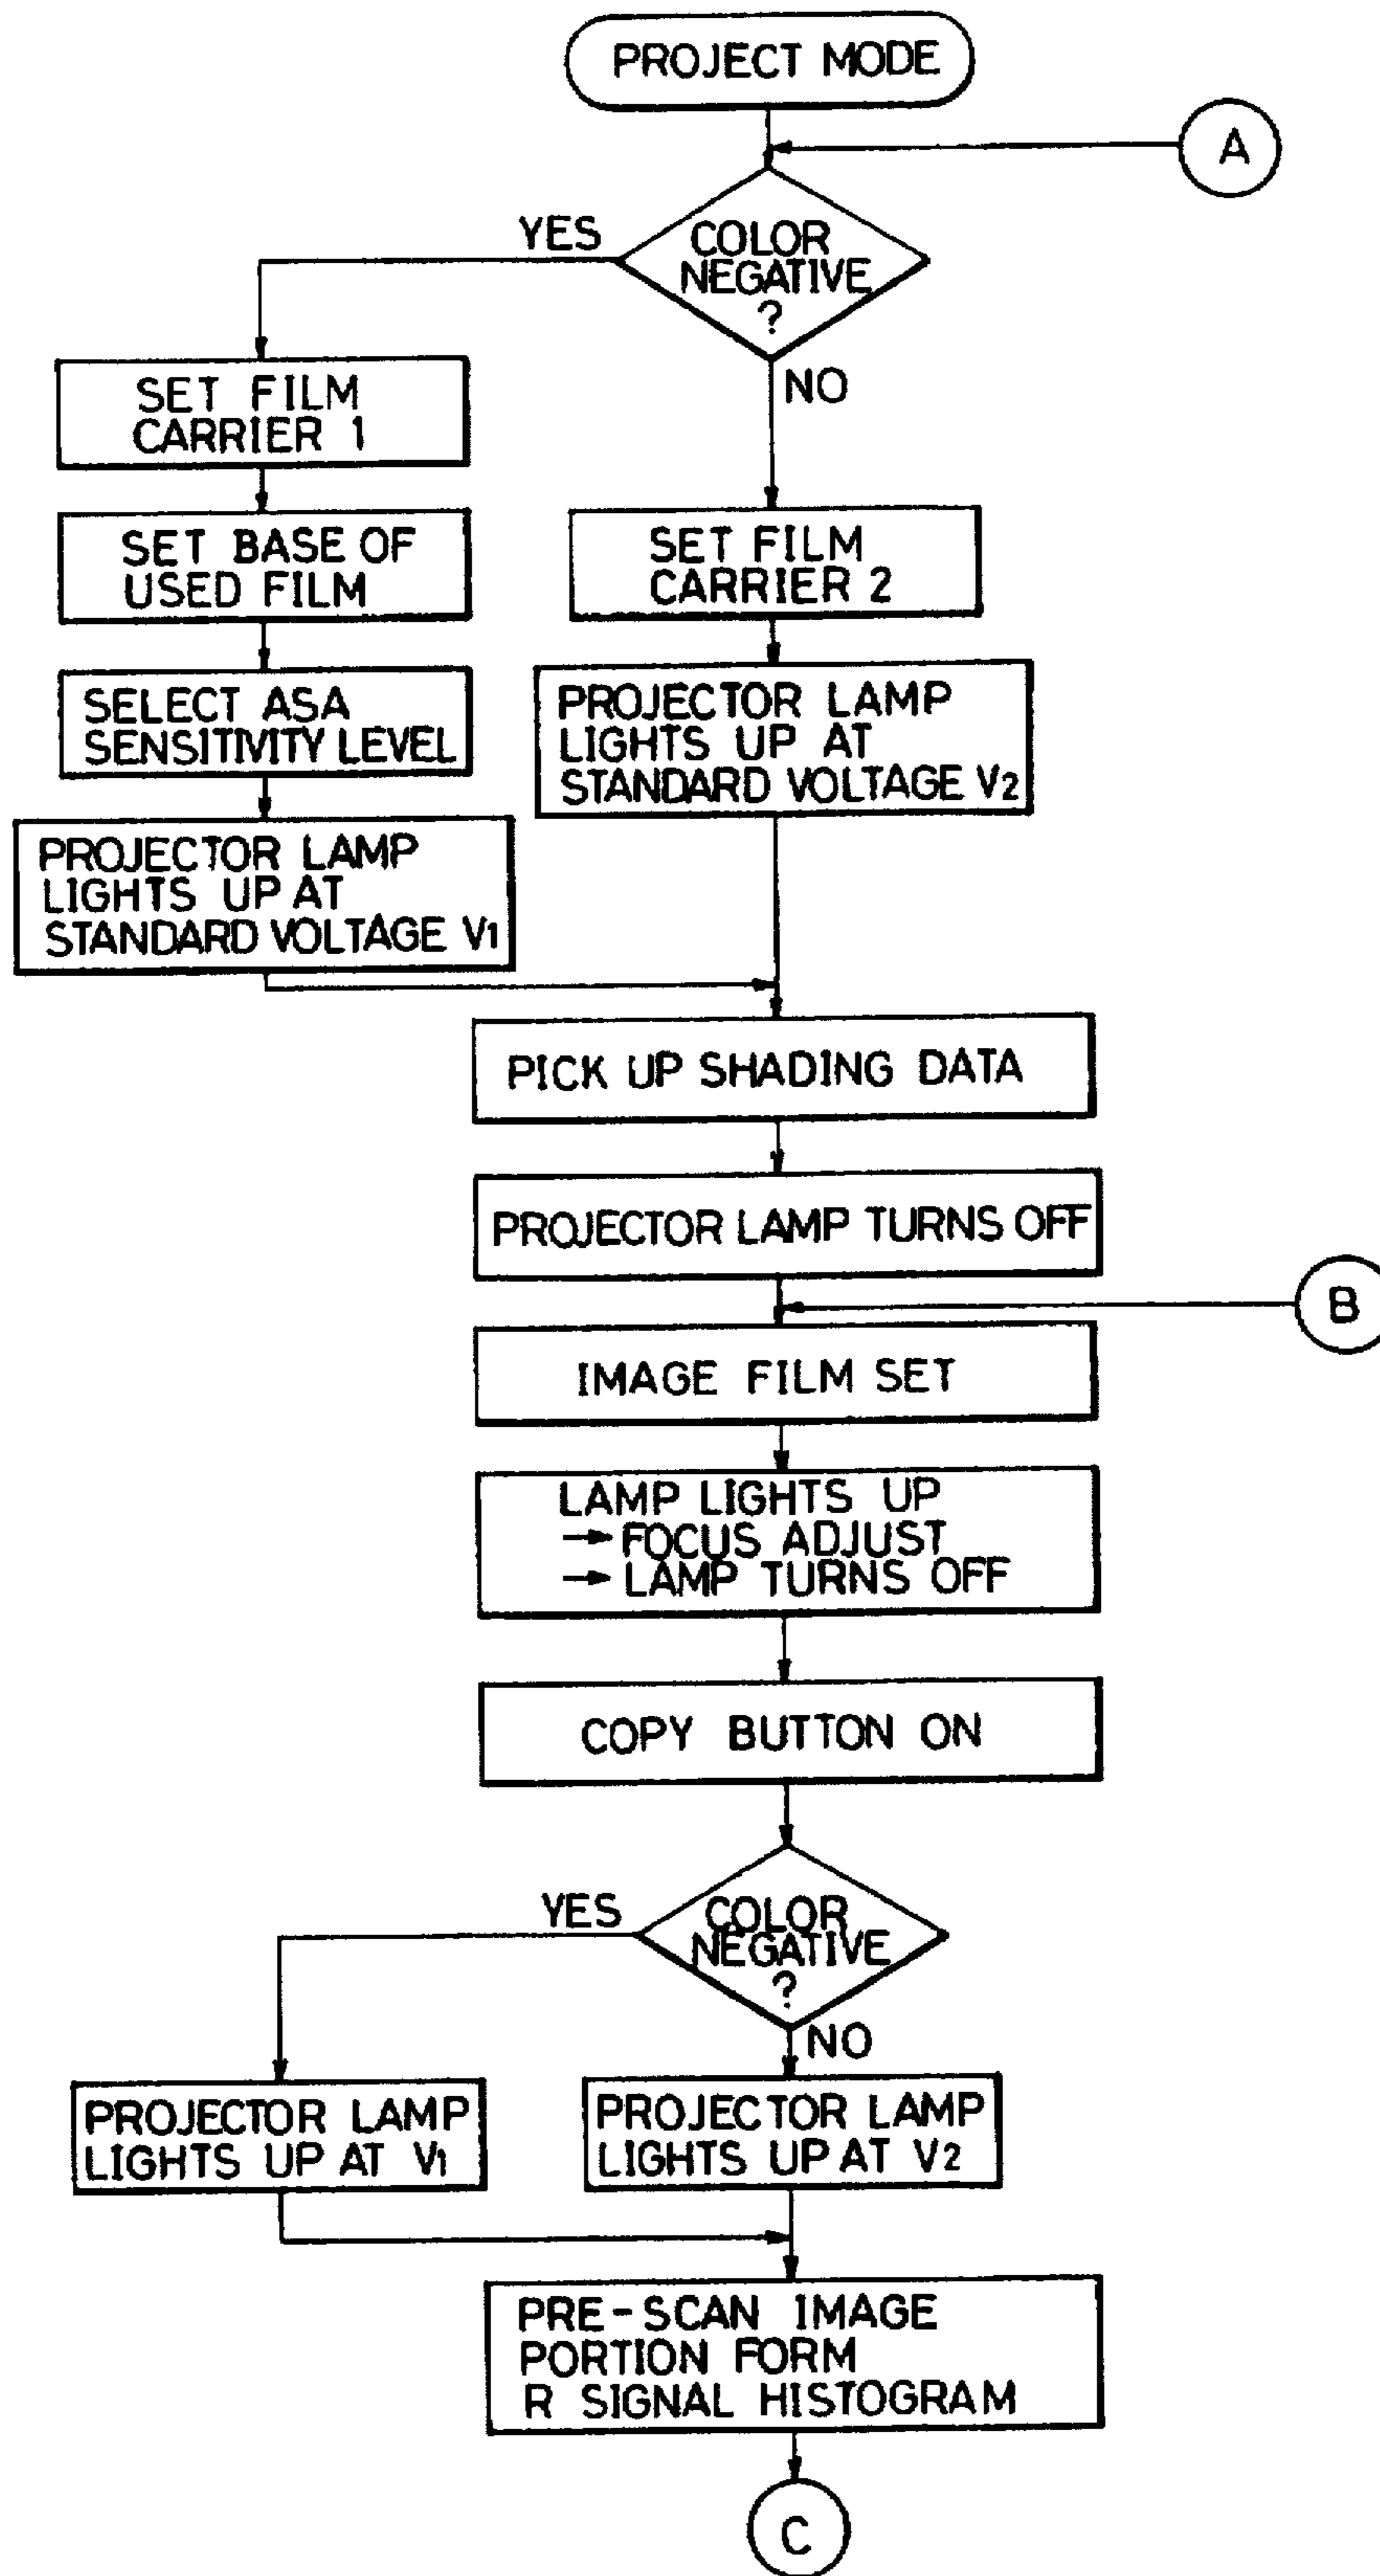 PROJECT MODE
A
COLOR
NEGATIVE
?
YES
NO
SET FILM
CARRIER 1
SET BASE OF
USED FILM
SELECT ASA
SENSITIVITY LEVEL
PROJECTOR LAMP
LIGHTS UP AT
STANDARD VOLTAGE V1
SET FILM
CARRIER 2
PROJECTOR LAMP
LIGHTS UP AT
STANDARD VOLTAGE V2
PICK UP SHADING DATA
PROJECTOR LAMP TURNS OFF
B
IMAGE FILM SET
LAMP LIGHTS UP
→ FOCUS ADJUST
→ LAMP TURNS OFF
COPY BUTTON ON
COLOR
NEGATIVE
?
YES
NO
PROJECTOR LAMP
LIGHTS UP AT V1
PROJECTOR LAMP
LIGHTS UP AT V2
PRE-SCAN IMAGE
PORTION FORM
R SIGNAL HISTOGRAM
C